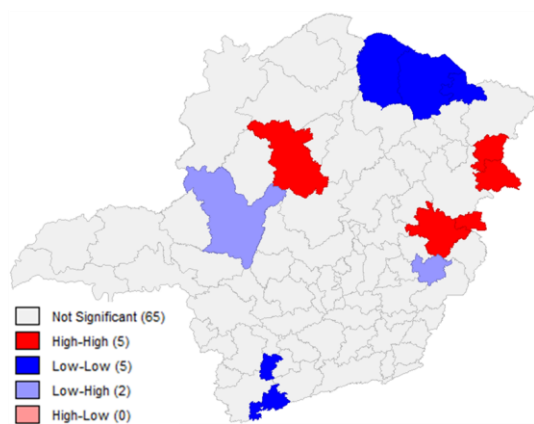 Not Significant (65)
High-High (5)
Low-Low (5)
Low-High (2)
High-Low (0)